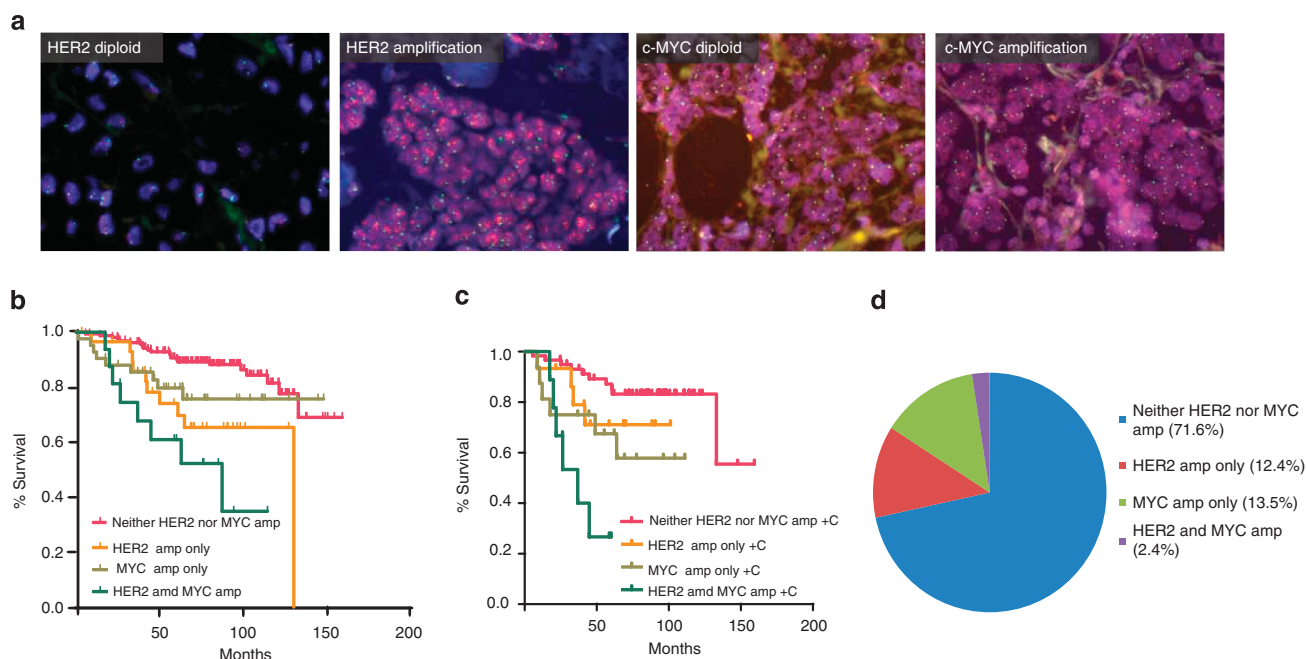 a
HER2 diploid
HER2 amplification
c-MYC diploid
c-MYC amplification
b
1.0
0.8
0.6
0.4
0.2
0.0
% Survival
Neither HER2 nor MYC amp
HER2 amp only
MYC amp only
HER2 amd MYC amp
50
100
150
200
Months
c
1.0
0.8
0.6
0.4
0.2
0.0
% Survival
Neither HER2 nor MYC amp +C
HER2 amp only +C
MYC amp only +C
HER2 amd MYC amp +C
50
100
150
200
Months
d
Neither HER2 nor MYC
amp (71.6%)
HER2 amp only (12.4%)
MYC amp only (13.5%)
HER2 and MYC amp
(2.4%)